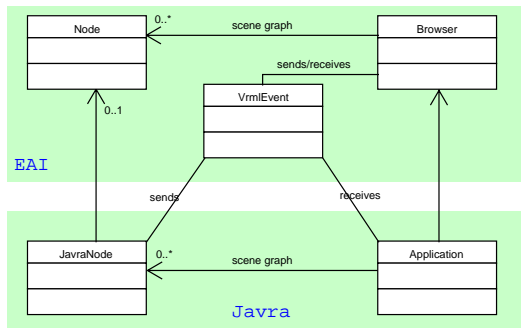 Node
0..*
scene graph
Browser
sends/receives
VrmlEvent
0..1
EAI
sends
receives
JavraNode
0..*
scene graph
Application
Javra